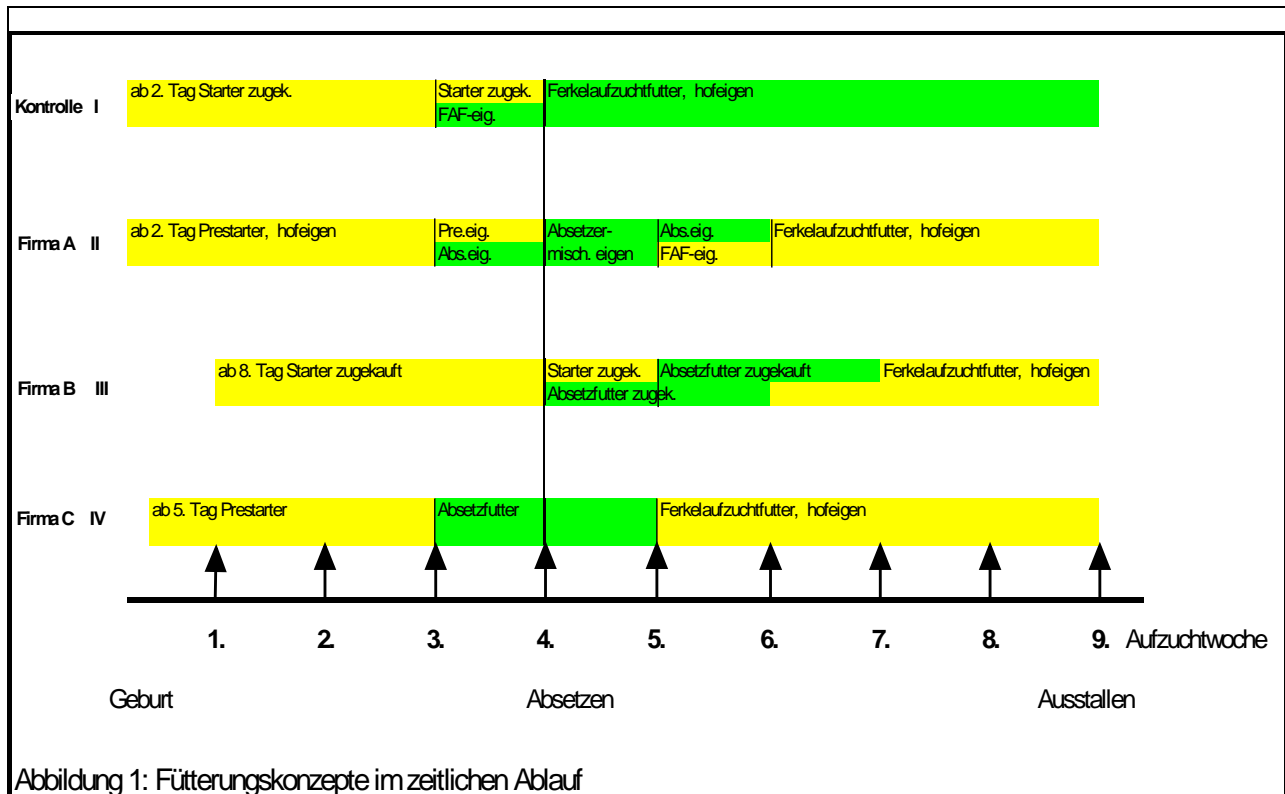 Kontrolle I
ab 2. Tag Starter zugek.
Starter zugek.
FAF-eig.
Ferkelaufzuchtfutter, hofeigen
Firma A II
ab 2. Tag Prestarter, hofeigen
Pre.eig.
Abs.eig.
Absetzer-
misch. eigen
Abs.eig.
FAF-eig.
Ferkelaufzuchtfutter, hofeigen
Firma B III
ab 8. Tag Starter zugekauft
Starter zugek.
Absetzfutter zugek.
Absetzfutter zugekauft
Ferkelaufzuchtfutter, hofeigen
Firma C IV
ab 5. Tag Prestarter
Absetzfutter
Ferkelaufzuchtfutter, hofeigen
1. 2. 3. 4. 5. 6. 7. 8. 9. Aufzuchtwoche
Geburt Absetzen Ausstallen
Abbildung 1: Fütterungskonzepte im zeitlichen Ablauf